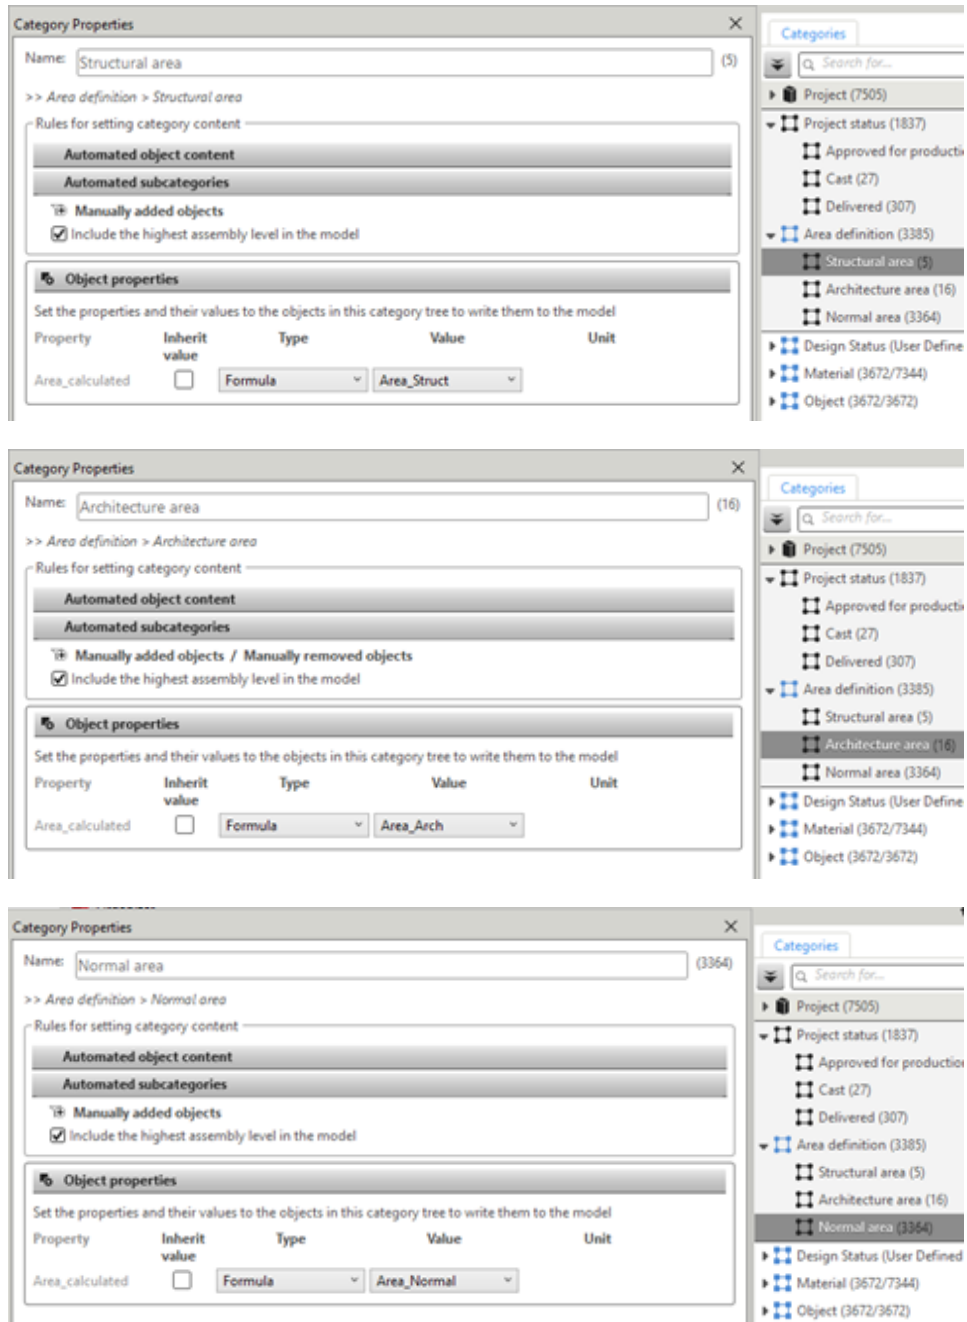 Category Properties
Name: Structural area (5)
>> Area definition > Structural area
Rules for setting category content
Automated object content
Automated subcategories
Manually added objects
Include the highest assembly level in the model
Object properties
Set the properties and their values to the objects in this category tree to write them to the model
Property Inherit value Type Value Unit
Area_calculated Formula Area_Struct
Categories
Search for...
Project (7505)
Project status (1837)
Approved for producti
Cast (27)
Delivered (307)
Area definition (3385)
Structural area (5)
Architecture area (16)
Normal area (3364)
Design Status (User Define
Material (3672/7344)
Object (3672/3672)
Category Properties
Name: Architecture area (16)
>> Area definition > Architecture area
Rules for setting category content
Automated object content
Automated subcategories
Manually added objects / Manually removed objects
Include the highest assembly level in the model
Object properties
Set the properties and their values to the objects in this category tree to write them to the model
Property Inherit value Type Value Unit
Area_calculated Formula Area_Arch
Categories
Search for...
Project (7505)
Project status (1837)
Approved for producti
Cast (27)
Delivered (307)
Area definition (3385)
Structural area (5)
Architecture area (16)
Normal area (3364)
Design Status (User Define
Material (3672/7344)
Object (3672/3672)
Category Properties
Name: Normal area (3364)
>> Area definition > Normal area
Rules for setting category content
Automated object content
Automated subcategories
Manually added objects
Include the highest assembly level in the model
Object properties
Set the properties and their values to the objects in this category tree to write them to the model
Property Inherit value Type Value Unit
Area_calculated Formula Area_Normal
Categories
Search for...
Project (7505)
Project status (1837)
Approved for production
Cast (27)
Delivered (307)
Area definition (3385)
Structural area (5)
Architecture area (16)
Normal area (3364)
Design Status (User Defined
Material (3672/7344)
Object (3672/3672)